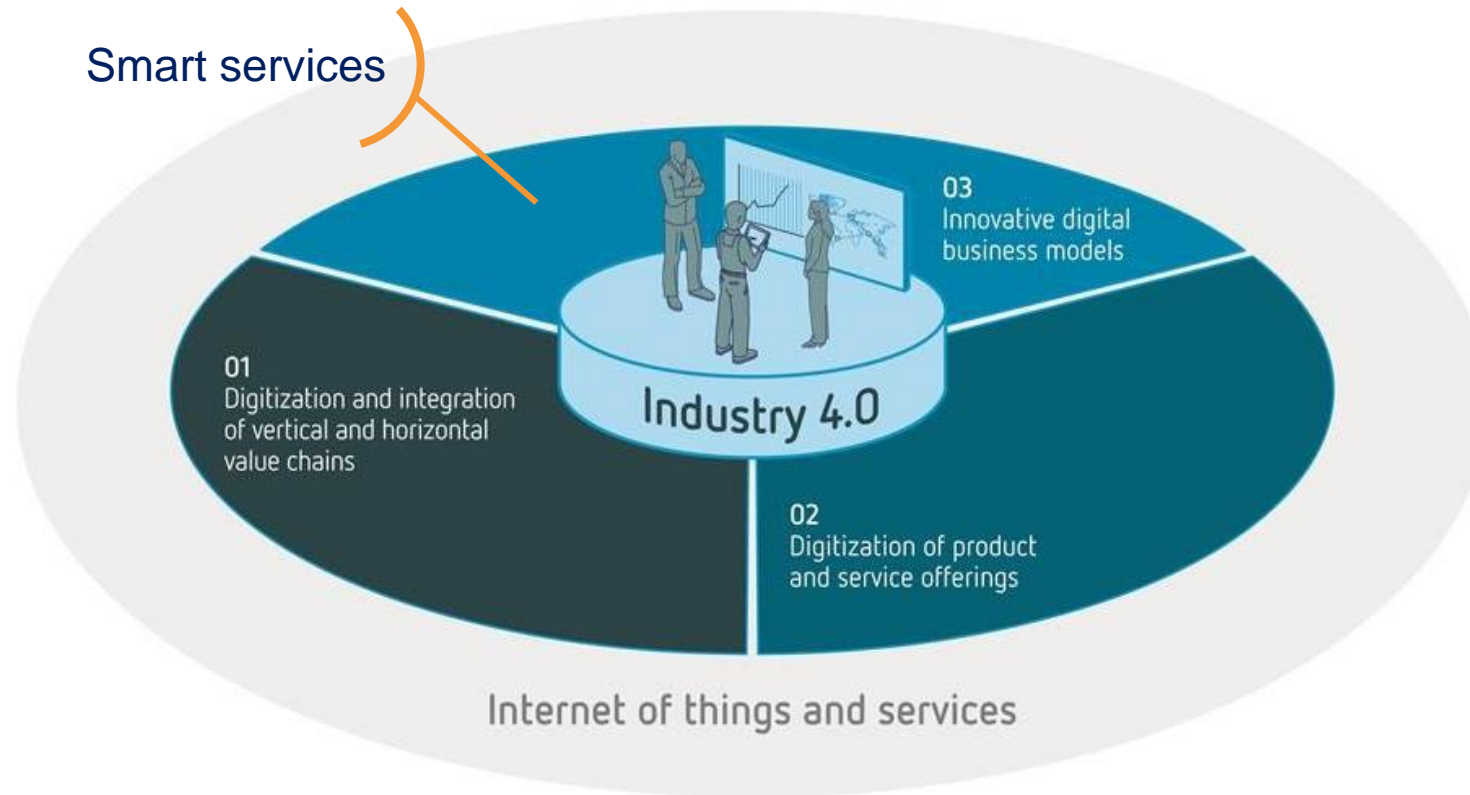 Smart services
03
Innovative digital
business models
01
Digitization and integration
of vertical and horizontal
value chains
Industry 4.0
02
Digitization of product
and service offerings
Internet of things and services